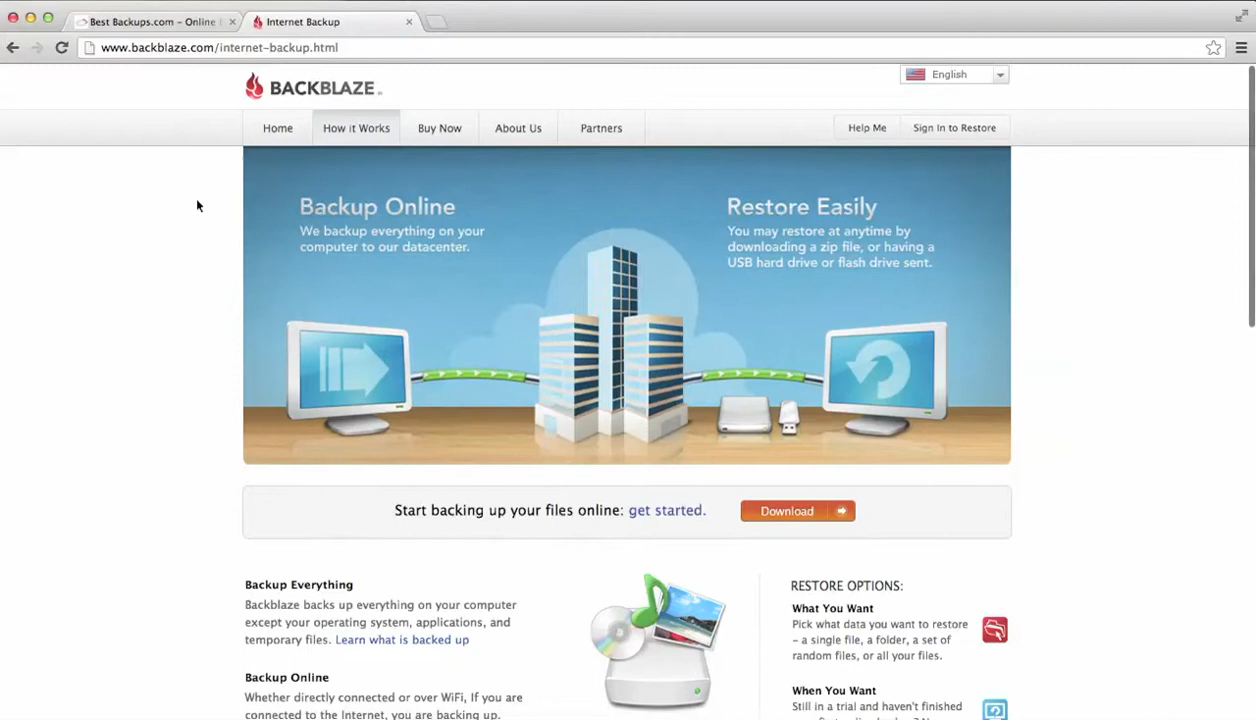 Best Backups.com – Online
Internet Backup
www.backblaze.com/internet-backup.html
BACKBLAZE
English
Home
How it Works
Buy Now
About Us
Partners
Help Me
Sign In to Restore
Backup Online
We backup everything on your
computer to our datacenter.
Restore Easily
You may restore at anytime by
downloading a zip file, or having a
USB hard drive or flash drive sent.
Start backing up your files online: get started.
Download
Backup Everything
Backblaze backs up everything on your computer
except your operating system, applications, and
temporary files. Learn what is backed up
Backup Online
Whether directly connected or over WiFi, If you are
connected to the Internet, you are backing up.
RESTORE OPTIONS:
What You Want
Pick what data you want to restore
– a single file, a folder, a set of
random files, or all your files.
When You Want
Still in a trial and haven't finished